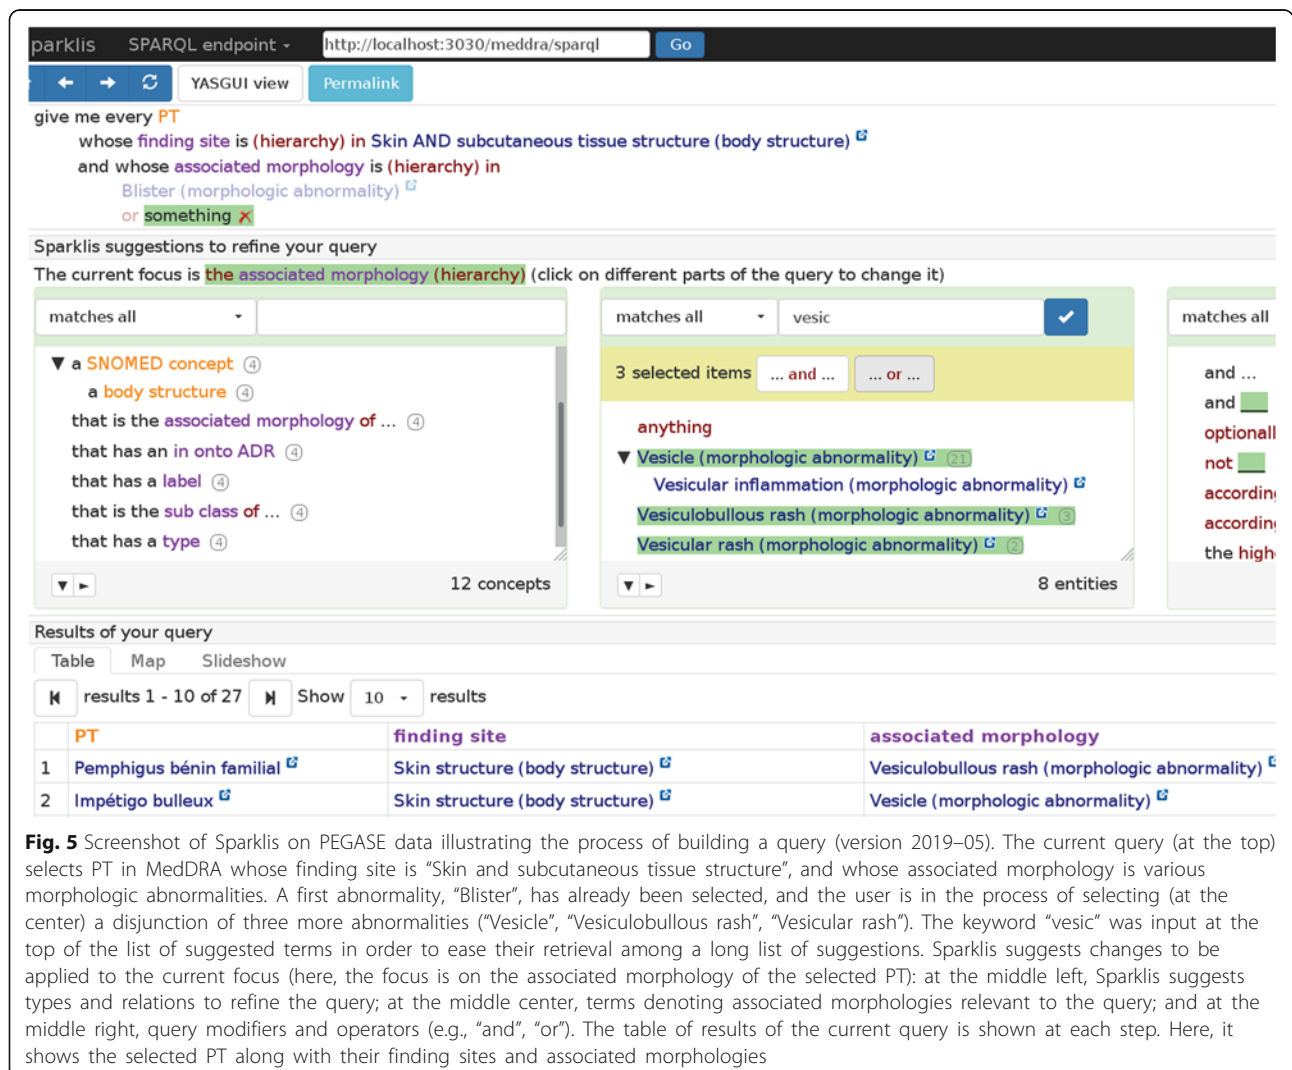 parklis SPARQL endpoint http://localhost:3030/meddra/sparql Go
YASGUI view Permalink
give me every PT
whose finding site is (hierarchy) in Skin AND subcutaneous tissue structure (body structure)
and whose associated morphology is (hierarchy) in
Blister (morphologic abnormality)
or something
Sparklis suggestions to refine your query
The current focus is the associated morphology (hierarchy) (click on different parts of the query to change it)
matches all
a SNOMED concept 4
a body structure 4
that is the associated morphology of ... 4
that has an in onto ADR 4
that has a label 4
that is the sub class of ... 4
that has a type 4
12 concepts
matches all vesic
3 selected items ... and ... ... or ...
anything
Vesicle (morphologic abnormality) 21
Vesicular inflammation (morphologic abnormality)
Vesiculobullous rash (morphologic abnormality) 3
Vesicular rash (morphologic abnormality) 2
8 entities
matches all
and ...
and
optionall
not
according
according
the high
Results of your query
Table Map Slideshow
results 1 - 10 of 27 Show 10 results
PT finding site associated morphology
1 Pemphigus bénin familial Skin structure (body structure) Vesiculobullous rash (morphologic abnormality)
2 Impétigo bulleux Skin structure (body structure) Vesicle (morphologic abnormality)
Fig. 5 Screenshot of Sparklis on PEGASE data illustrating the process of building a query (version 2019–05). The current query (at the top)
selects PT in MedDRA whose finding site is “Skin and subcutaneous tissue structure”, and whose associated morphology is various
morphologic abnormalities. A first abnormality, “Blister”, has already been selected, and the user is in the process of selecting (at the
center) a disjunction of three more abnormalities (“Vesicle”, “Vesiculobullous rash”, “Vesicular rash”). The keyword “vesic” was input at the
top of the list of suggested terms in order to ease their retrieval among a long list of suggestions. Sparklis suggests changes to be
applied to the current focus (here, the focus is on the associated morphology of the selected PT): at the middle left, Sparklis suggests
types and relations to refine the query; at the middle center, terms denoting associated morphologies relevant to the query; and at the
middle right, query modifiers and operators (e.g., “and”, “or”). The table of results of the current query is shown at each step. Here, it
shows the selected PT along with their finding sites and associated morphologies